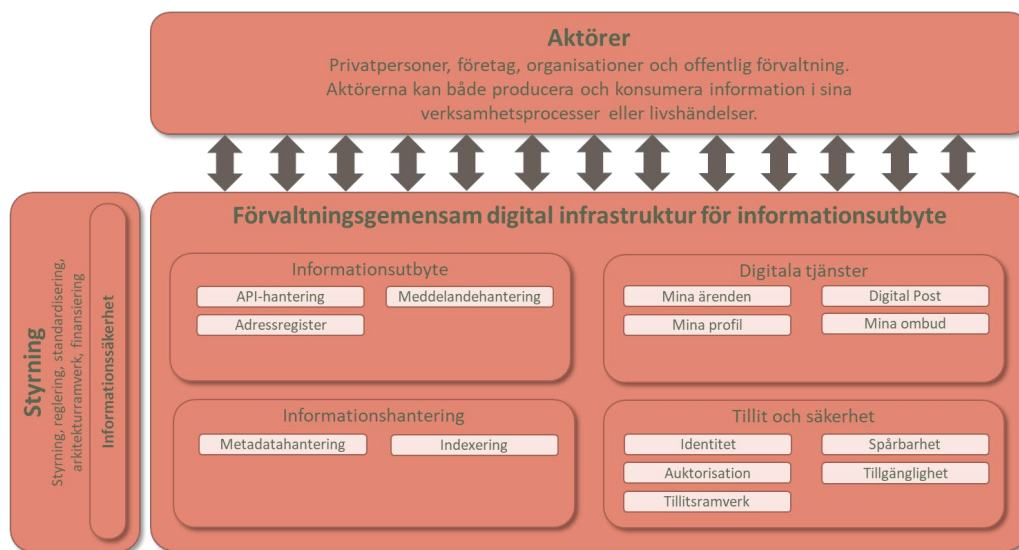 Aktörer
Privatpersoner, företag, organisationer och offentlig förvaltning.
Aktörerna kan både producera och konsumera information i sina
verksamhetsprocesser eller livshändelser.
Styrning
Styrning, reglering, standardisering,
arkitekturramverk, finansiering
Informationssäkerhet
Förvaltningsgemensam digital infrastruktur för informationsutbyte
Informationsutbyte
API-hantering
Meddelandehantering
Adressregister
Digitala tjänster
Mina ärenden
Digital Post
Mina profil
Mina ombud
Informationshantering
Metadatahantering
Indexering
Tillit och säkerhet
Identitet
Spårbarhet
Auktorisation
Tillgänglighet
Tillitsramverk